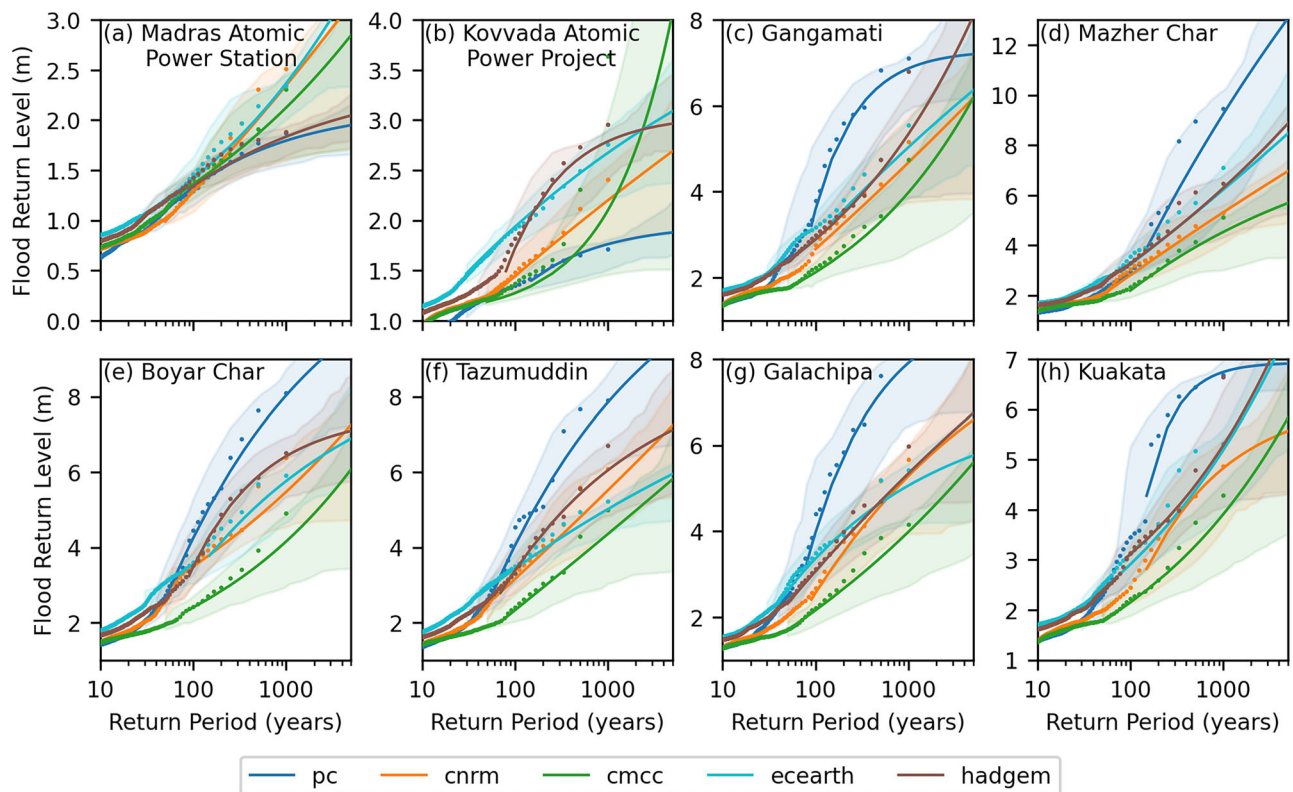 (a) Madras Atomic
Power Station
(b) Kovvada Atomic
Power Project
(c) Gangamati
(d) Mazher Char
Flood Return Level (m)
3.0
2.5
2.0
1.5
1.0
0.5
0.0
4.0
3.5
3.0
2.5
2.0
1.5
1.0
8
6
4
2
12
10
8
6
4
2
(e) Boyar Char
(f) Tazumuddin
(g) Galachipa
(h) Kuakata
Flood Return Level (m)
8
6
4
2
8
6
4
2
8
6
4
2
7
6
5
4
3
2
1
10 100 1000
10 100 1000
10 100 1000
10 100 1000
Return Period (years)
Return Period (years)
Return Period (years)
Return Period (years)
pc cnrm cmcc ecearth hadgem